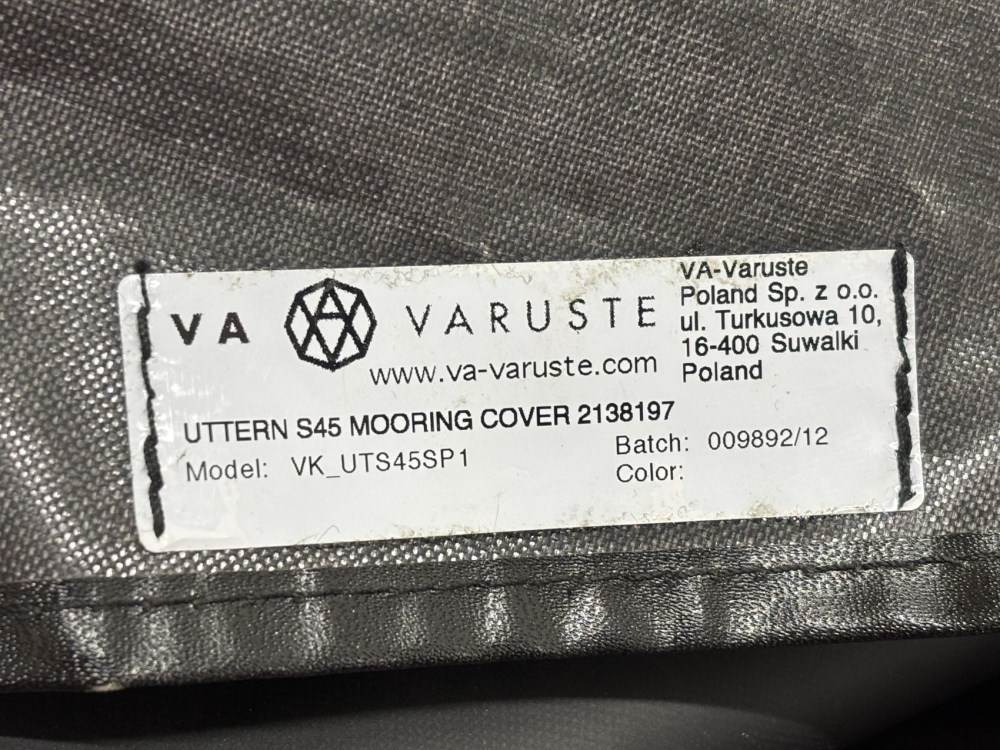 VA VARUSTE
www.va-varuste.com
VA-Varuste
Poland Sp. z o.o.
ul. Turkusowa 10,
16-400 Suwalki
Poland
UTTERN S45 MOORING COVER 2138197
Model: VK_UTS45SP1
Batch: 009892/12
Color: